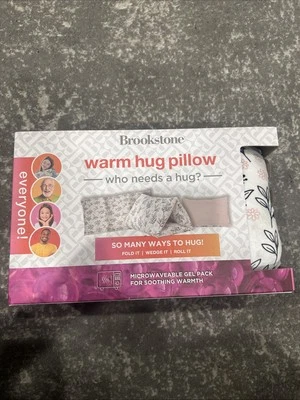 Brookstone
warm hug pillow
who needs a hug?
everyone!
SO MANY WAYS TO HUG!
FOLD IT | WEDGE IT | ROLL IT
MICROWAVEABLE GEL PACK
FOR SOOTHING WARMTH